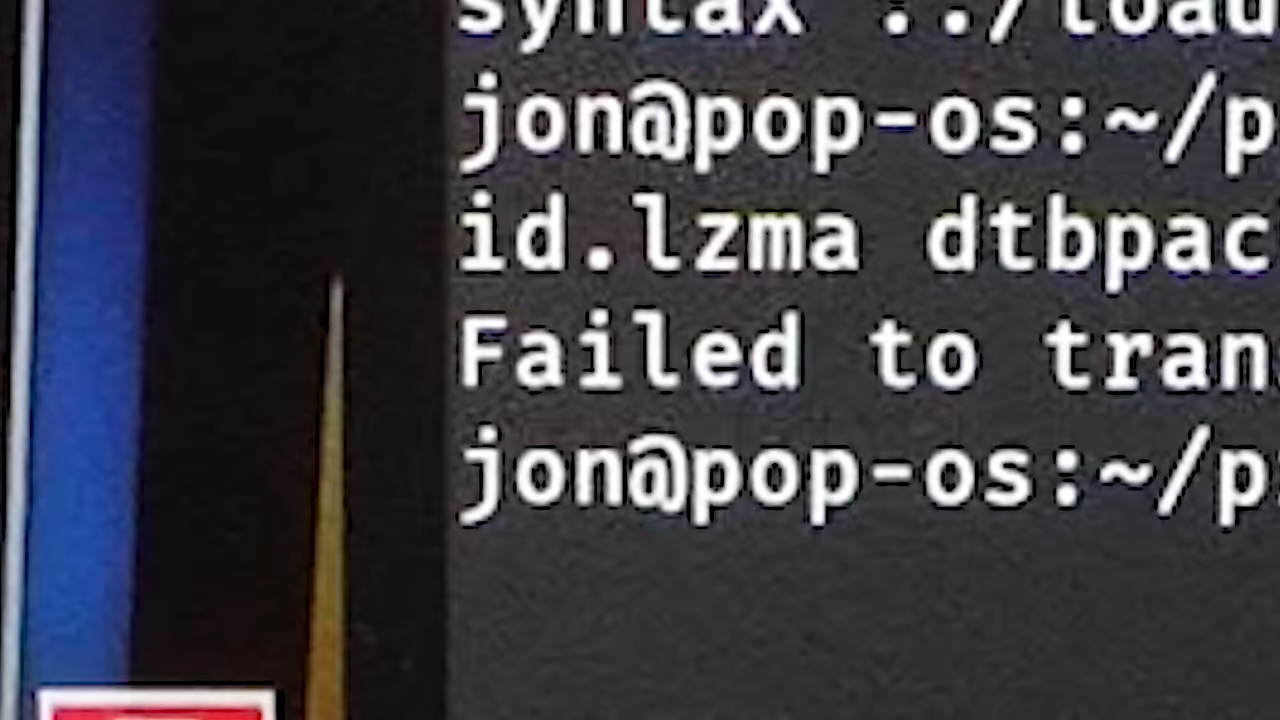 syntax ../load
jon@pop-os:~/p
id.lzma dtbpac
Failed to tran
jon@pop-os:~/p